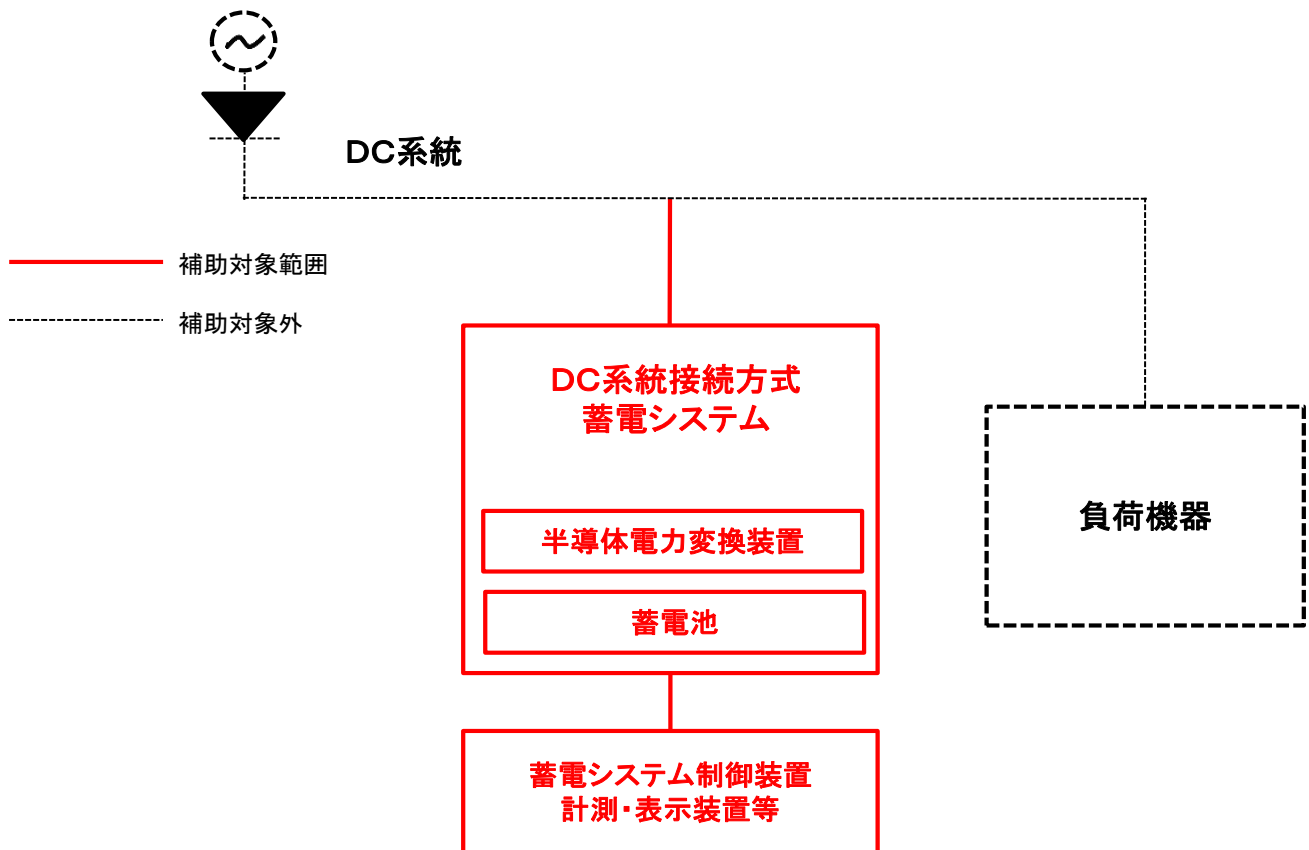 DC系統
補助対象範囲
補助対象外
DC系統接続方式
蓄電システム
半導体電力変換装置
蓄電池
負荷機器
蓄電システム制御装置
計測・表示装置等